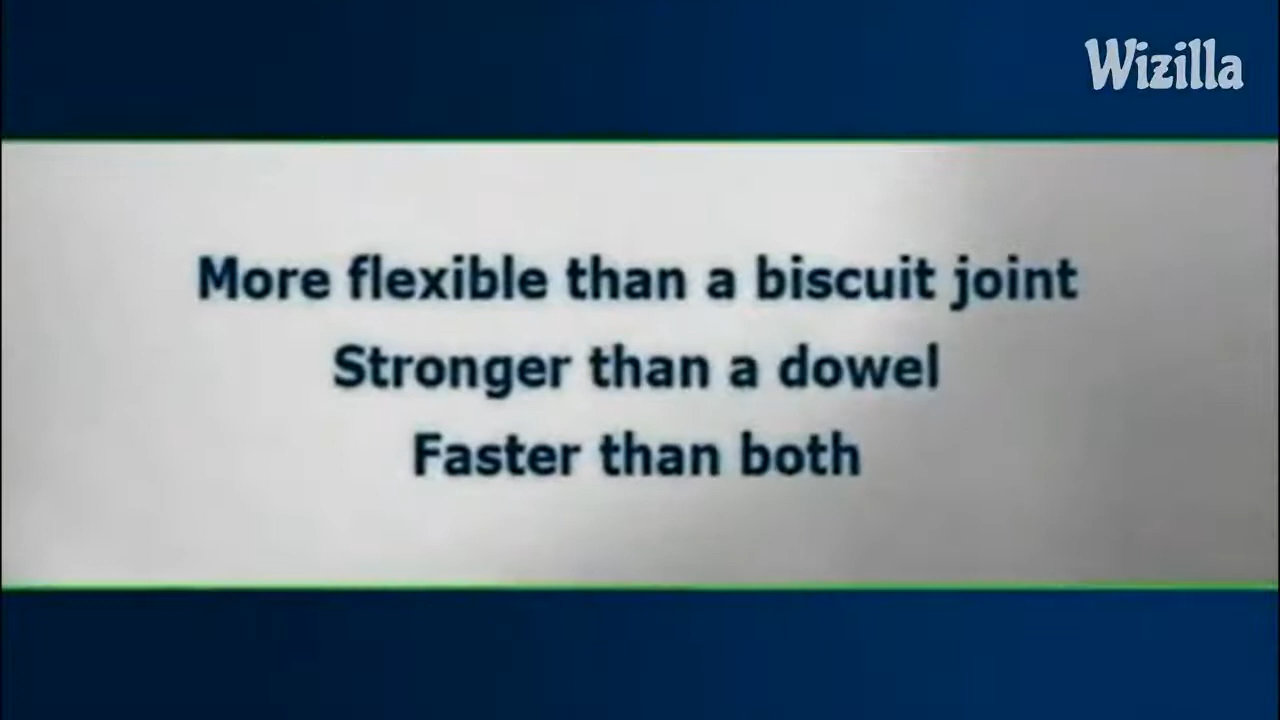 Wizilla
More flexible than a biscuit joint
Stronger than a dowel
Faster than both